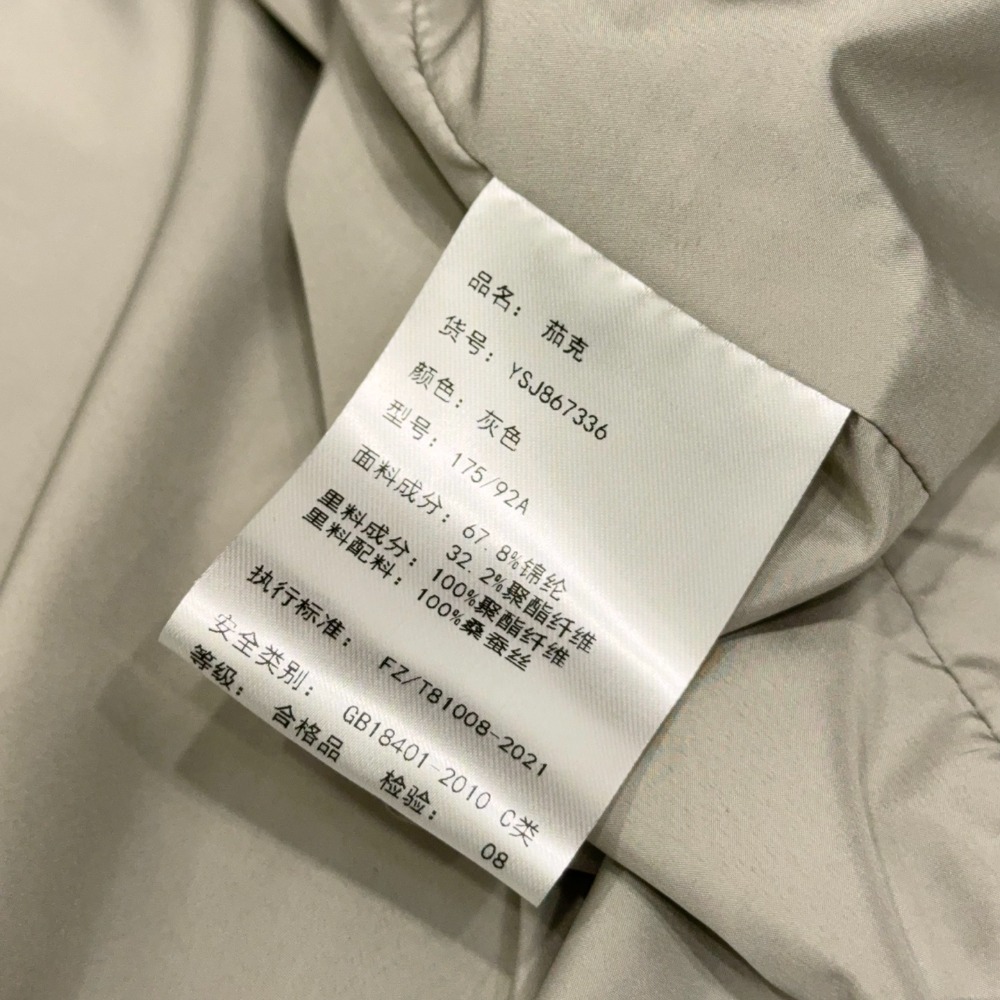 品名： 茄克
货号： YSJ867336
颜色： 灰色
型号： 175/92A
面料成分： 67.8%锦纶
32.2%聚酯纤维
里料成分： 100%聚酯纤维
里料配料： 100%桑蚕丝
执行标准： FZ/T81008-2021
安全类别： GB18401-2010 C类
等级： 合格品 检验： 08